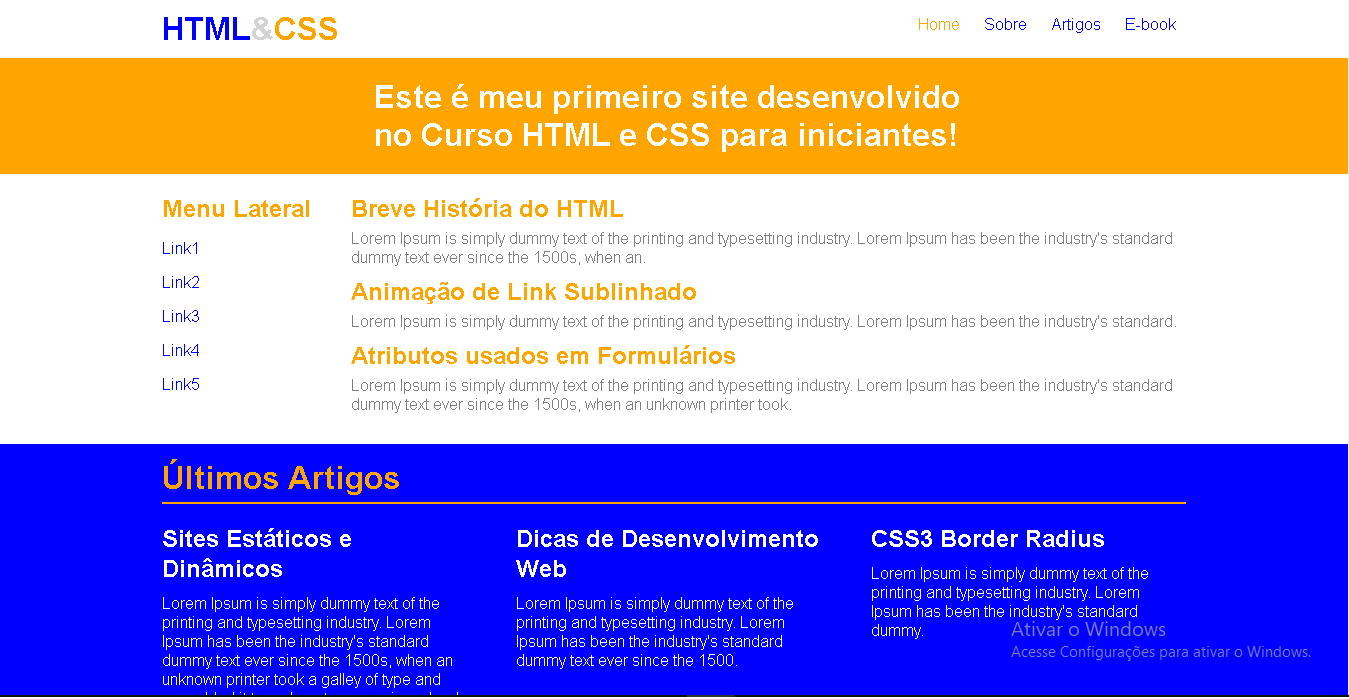 HTML&CSS
Home Sobre Artigos E-book
Este é meu primeiro site desenvolvido
no Curso HTML e CSS para iniciantes!
Menu Lateral
Link1
Link2
Link3
Link4
Link5
Breve História do HTML
Lorem Ipsum is simply dummy text of the printing and typesetting industry. Lorem Ipsum has been the industry's standard
dummy text ever since the 1500s, when an.
Animação de Link Sublinhado
Lorem Ipsum is simply dummy text of the printing and typesetting industry. Lorem Ipsum has been the industry's standard.
Atributos usados em Formulários
Lorem Ipsum is simply dummy text of the printing and typesetting industry. Lorem Ipsum has been the industry's standard
dummy text ever since the 1500s, when an unknown printer took.
Últimos Artigos
Sites Estáticos e
Dinâmicos
Lorem Ipsum is simply dummy text of the
printing and typesetting industry. Lorem
Ipsum has been the industry's standard
dummy text ever since the 1500s, when an
unknown printer took a galley of type and
Dicas de Desenvolvimento
Web
Lorem Ipsum is simply dummy text of the
printing and typesetting industry. Lorem
Ipsum has been the industry's standard
dummy text ever since the 1500.
CSS3 Border Radius
Lorem Ipsum is simply dummy text of the
printing and typesetting industry. Lorem
Ipsum has been the industry's standard
dummy.
Ativar o Windows
Acesse Configurações para ativar o Windows.